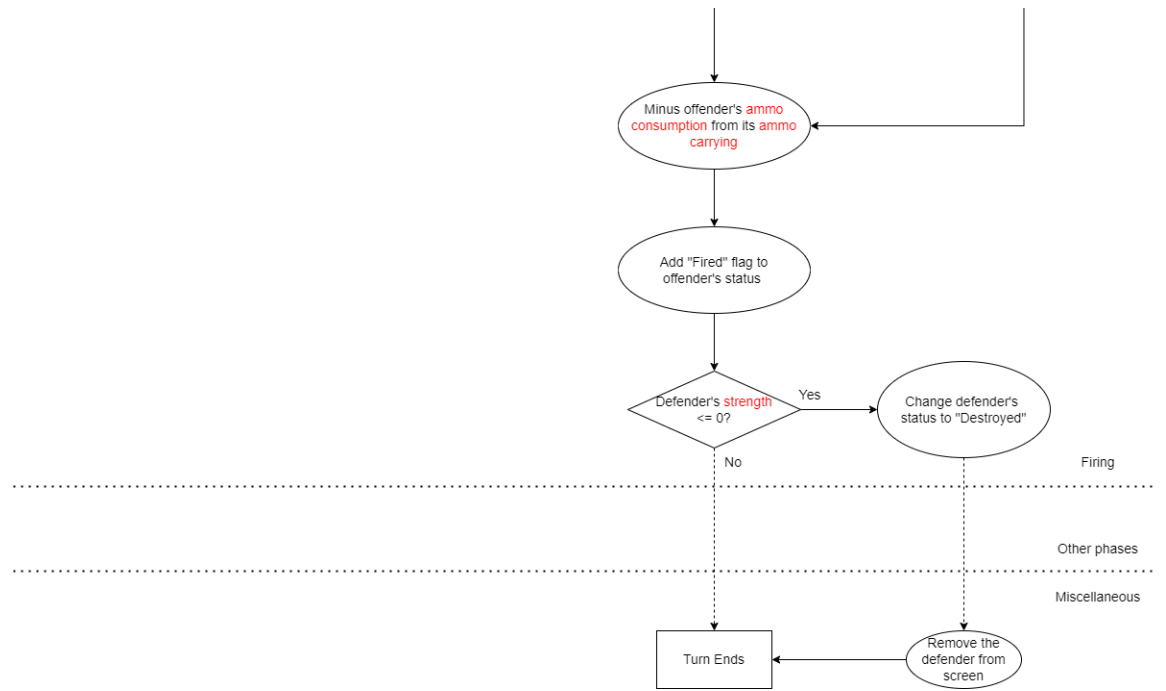 Minus offender's ammo
consumption from its ammo
carrying
Add "Fired" flag to
offender's status
Defender's strength
<= 0?
Yes
Change defender's
status to "Destroyed"
No
Firing
Other phases
Miscellaneous
Turn Ends
Remove the
defender from
screen